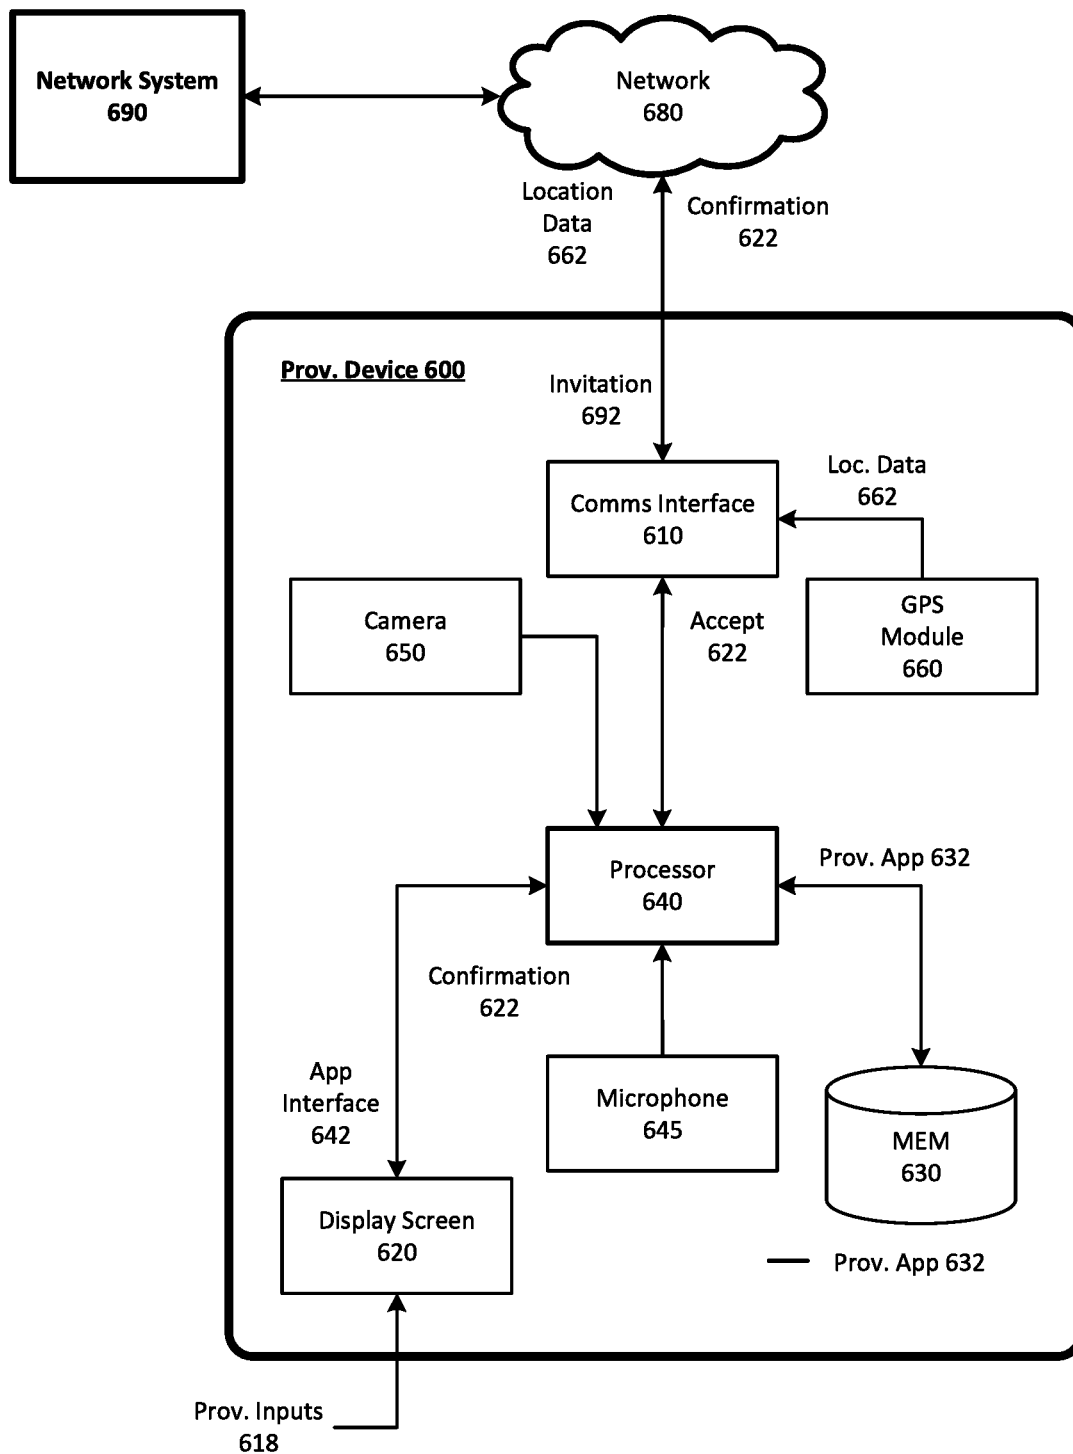 Network System
690
Network
680
Location
Data
662
Confirmation
622
Prov. Device 600
Invitation
692
Loc. Data
662
Comms Interface
610
Camera
650
Accept
622
GPS
Module
660
Processor
640
Prov. App 632
Confirmation
622
App
Interface
642
Microphone
645
MEM
630
Display Screen
620
Prov. App 632
Prov. Inputs
618